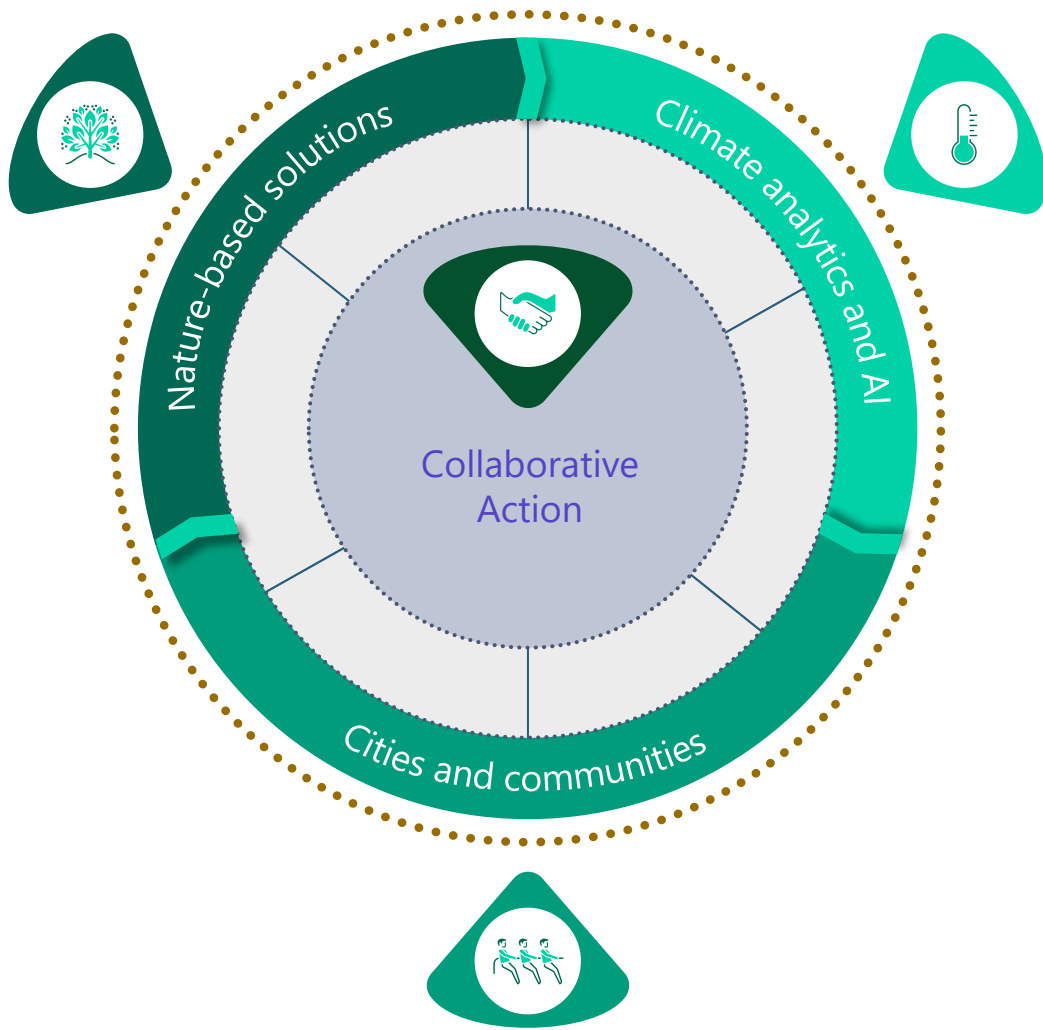 Nature-based solutions
Climate analytics and AI
Collaborative
Action
Cities and communities